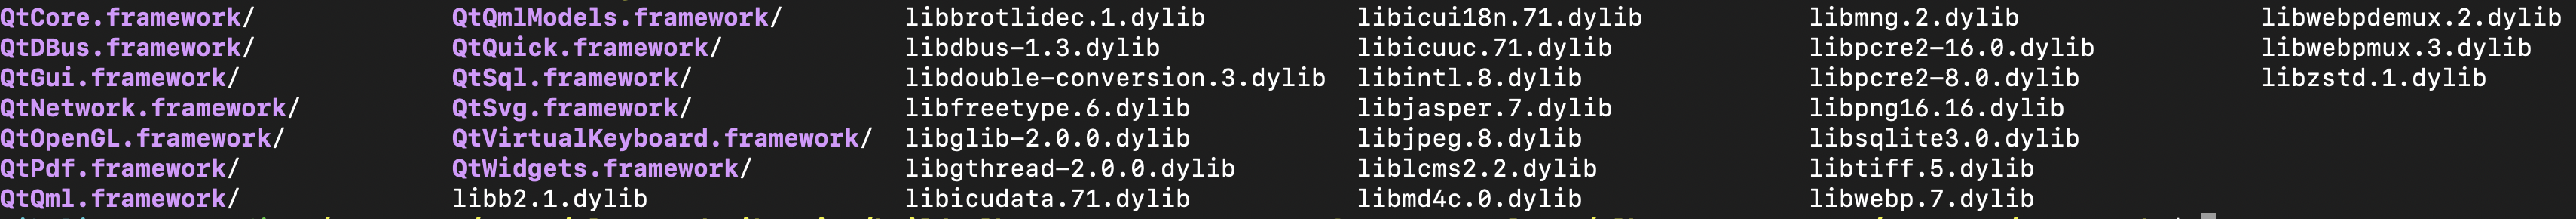 QtCore.framework/ QtQmlModels.framework/ libbrotlidec.1.dylib libicui18n.71.dylib libmng.2.dylib libwebpdemux.2.dylib
QtDBus.framework/ QtQuick.framework/ libdbus-1.3.dylib libicuuc.71.dylib libpcre2-16.0.dylib libwebpmux.3.dylib
QtGui.framework/ QtSql.framework/ libdouble-conversion.3.dylib libintl.8.dylib libpcre2-8.0.dylib libzstd.1.dylib
QtNetwork.framework/ QtSvg.framework/ libfreetype.6.dylib libjasper.7.dylib libpng16.16.dylib
QtOpenGL.framework/ QtVirtualKeyboard.framework/ libglib-2.0.0.dylib libjpeg.8.dylib libsqlite3.0.dylib
QtPdf.framework/ QtWidgets.framework/ libgthread-2.0.0.dylib liblcms2.2.dylib libtiff.5.dylib
QtQml.framework/ libb2.1.dylib libicudata.71.dylib libmd4c.0.dylib libwebp.7.dylib